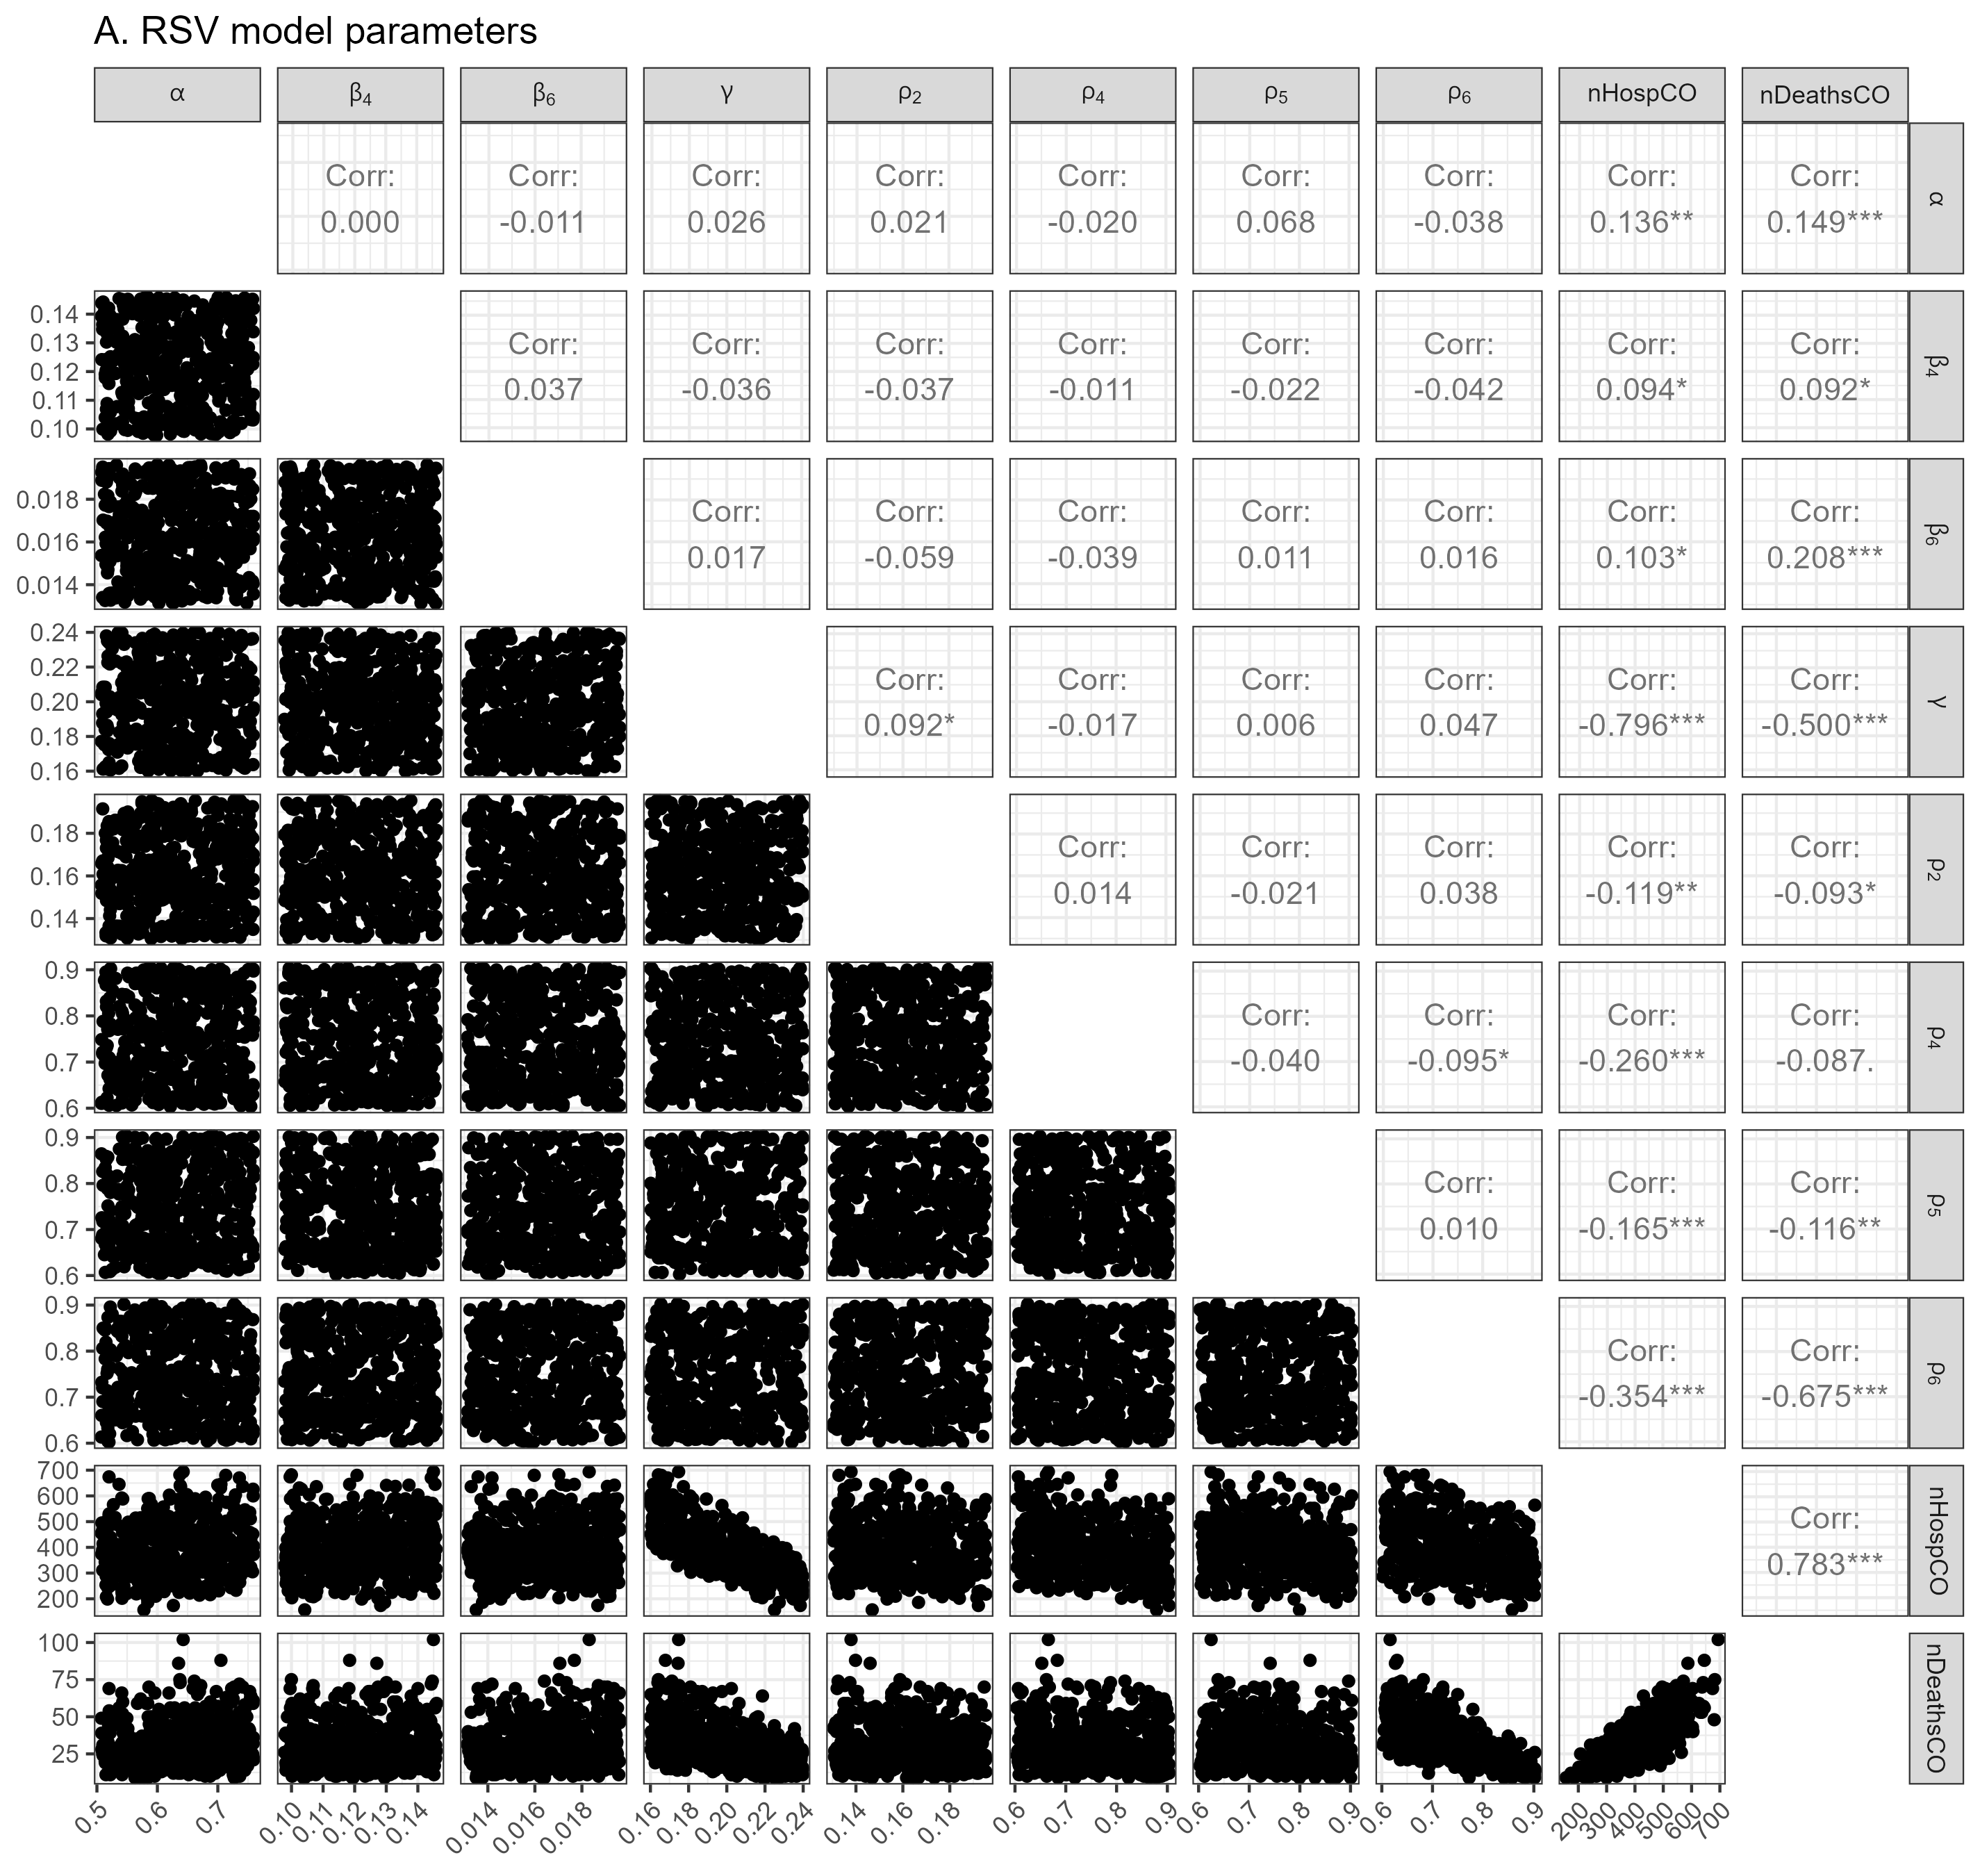 A. RSV model parameters
α β₄ β₆ γ ρ₂ ρ₄ ρ₅ ρ₆ nHospCO nDeathsCO
Corr: Corr: Corr: Corr: Corr: Corr: Corr: Corr: Corr:
0.000 -0.011 0.026 0.021 -0.020 0.068 -0.038 0.136** 0.149***
α
0.14
0.13
0.12
0.11
0.10
Corr: Corr: Corr: Corr: Corr: Corr: Corr: Corr:
0.037 -0.036 -0.037 -0.011 -0.022 -0.042 0.094* 0.092*
β₄
0.018
0.016
0.014
Corr: Corr: Corr: Corr: Corr: Corr: Corr:
0.017 -0.059 -0.039 0.011 0.016 0.103* 0.208***
β₆
0.24
0.22
0.20
0.18
0.16
Corr: Corr: Corr: Corr: Corr: Corr:
0.092* -0.017 0.006 0.047 -0.796*** -0.500***
γ
0.18
0.16
0.14
Corr: Corr: Corr: Corr: Corr:
0.014 -0.021 0.038 -0.119** -0.093*
ρ₂
0.9
0.8
0.7
0.6
Corr: Corr: Corr: Corr:
-0.040 -0.095* -0.260*** -0.087.
ρ₄
0.9
0.8
0.7
0.6
Corr: Corr: Corr:
0.010 -0.165*** -0.116**
ρ₅
0.9
0.8
0.7
0.6
Corr: Corr:
-0.354*** -0.675***
ρ₆
700
600
500
400
300
200
Corr:
0.783***
nHospCO
100
75
50
25
nDeathsCO
0.5 0.6 0.7 0.10 0.11 0.12 0.13 0.14 0.014 0.016 0.018 0.16 0.18 0.20 0.22 0.24 0.14 0.16 0.18 0.6 0.7 0.8 0.9 0.6 0.7 0.8 0.9 0.6 0.7 0.8 0.9 200 300 400 500 600 700